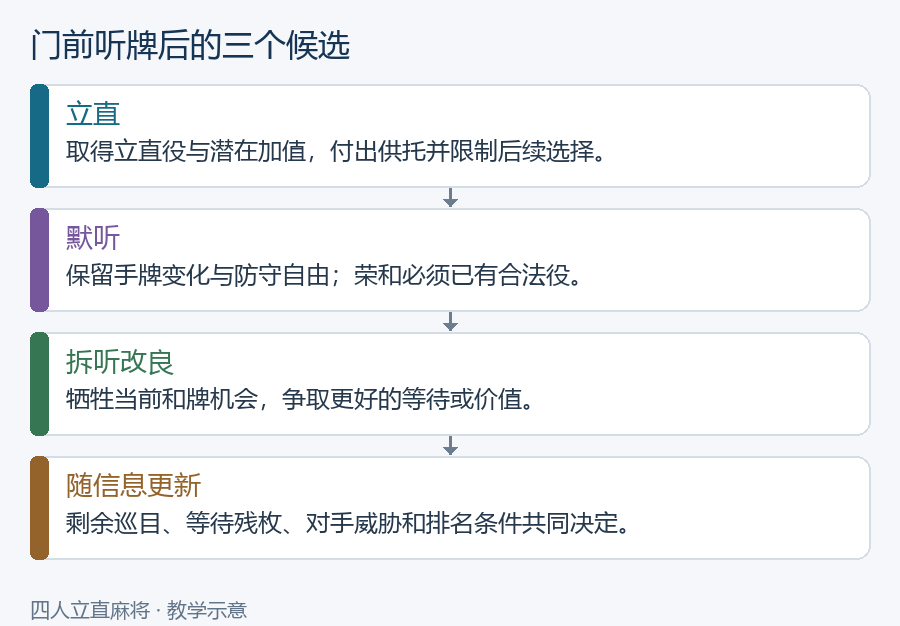 门前听牌后的三个候选
立直
取得立直役与潜在加值，付出供托并限制后续选择。
默听
保留手牌变化与防守自由；荣和必须已有合法役。
拆听改良
牺牲当前和牌机会，争取更好的等待或价值。
随信息更新
剩余巡目、等待残枚、对手威胁和排名条件共同决定。
四人立直麻将 · 教学示意